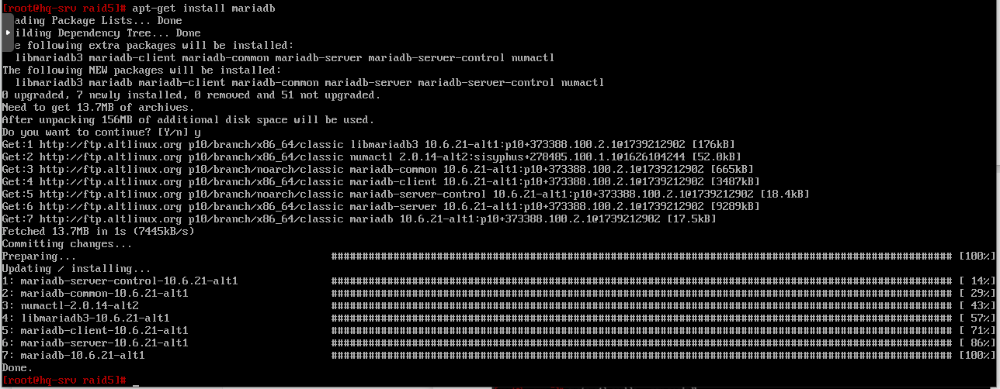 [root@hq-srv raid5]# apt-get install mariadb
ading Package Lists... Done
ilding Dependency Tree... Done
e following extra packages will be installed:
  libmariadb3 mariadb-client mariadb-common mariadb-server mariadb-server-control numactl
The following NEW packages will be installed:
  libmariadb3 mariadb mariadb-client mariadb-common mariadb-server mariadb-server-control numactl
0 upgraded, 7 newly installed, 0 removed and 51 not upgraded.
Need to get 13.7MB of archives.
After unpacking 156MB of additional disk space will be used.
Do you want to continue? [Y/n] y
Get:1 http://ftp.altlinux.org p10/branch/x86_64/classic libmariadb3 10.6.21-alt1:p10+373388.100.2.1@1739212902 [176kB]
Get:2 http://ftp.altlinux.org p10/branch/x86_64/classic numactl 2.0.14-alt2:sisyphus+278485.100.1.1@1626104244 [52.0kB]
Get:3 http://ftp.altlinux.org p10/branch/noarch/classic mariadb-common 10.6.21-alt1:p10+373388.100.2.1@1739212902 [665kB]
Get:4 http://ftp.altlinux.org p10/branch/x86_64/classic mariadb-client 10.6.21-alt1:p10+373388.100.2.1@1739212902 [3487kB]
Get:5 http://ftp.altlinux.org p10/branch/noarch/classic mariadb-server-control 10.6.21-alt1:p10+373388.100.2.1@1739212902 [18.4kB]
Get:6 http://ftp.altlinux.org p10/branch/x86_64/classic mariadb-server 10.6.21-alt1:p10+373388.100.2.1@1739212902 [9289kB]
Get:7 http://ftp.altlinux.org p10/branch/x86_64/classic mariadb 10.6.21-alt1:p10+373388.100.2.1@1739212902 [17.5kB]
Fetched 13.7MB in 1s (7445kB/s)
Committing changes...
Preparing... #################################################################################################### [100%]
Updating / installing...
1: mariadb-server-control-10.6.21-alt1 #################################################################################################### [ 14%]
2: mariadb-common-10.6.21-alt1 #################################################################################################### [ 29%]
3: numactl-2.0.14-alt2 #################################################################################################### [ 43%]
4: libmariadb3-10.6.21-alt1 #################################################################################################### [ 57%]
5: mariadb-client-10.6.21-alt1 #################################################################################################### [ 71%]
6: mariadb-server-10.6.21-alt1 #################################################################################################### [ 86%]
7: mariadb-10.6.21-alt1 #################################################################################################### [100%]
Done.
[root@hq-srv raid5]# _